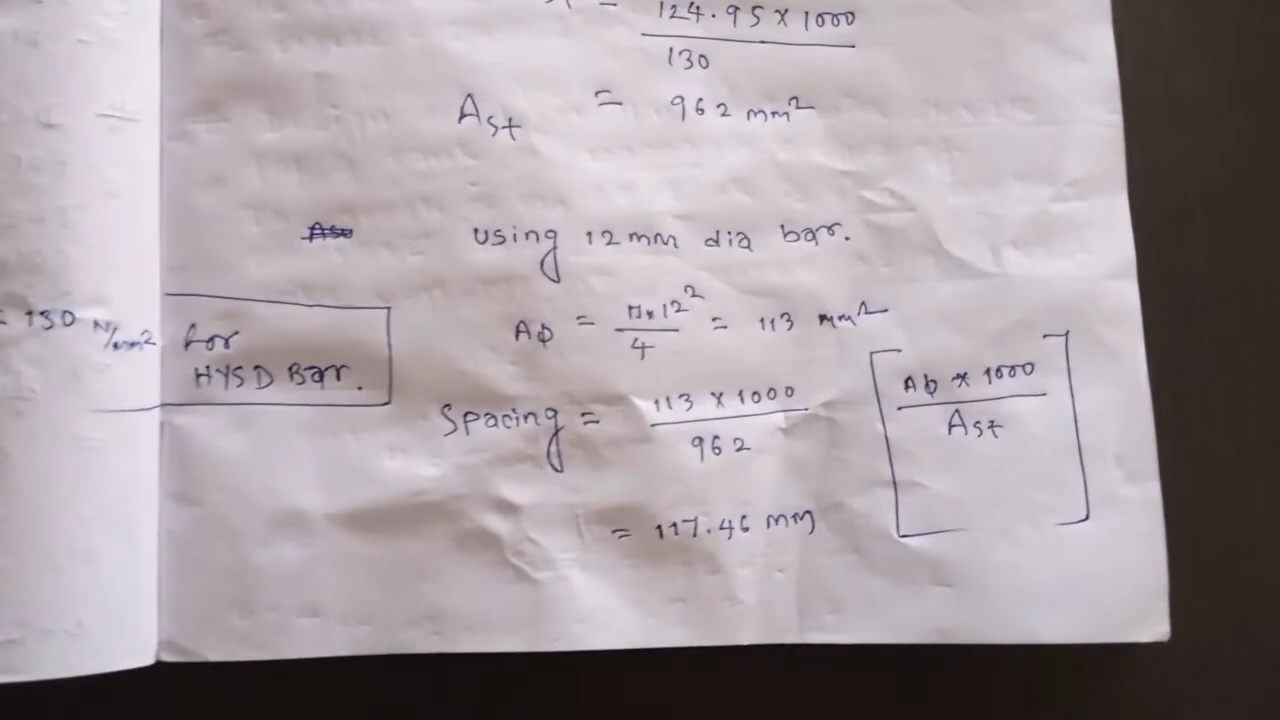 = 124.95 x 1000 / 130
Ast = 962 mm²
using 12 mm dia bar.
= 130 N/mm² for
HYSD Bar.
Aϕ = π x 12² / 4 = 113 mm²
Spacing = 113 x 1000 / 962 [Aϕ x 1000 / Ast]
= 117.46 mm